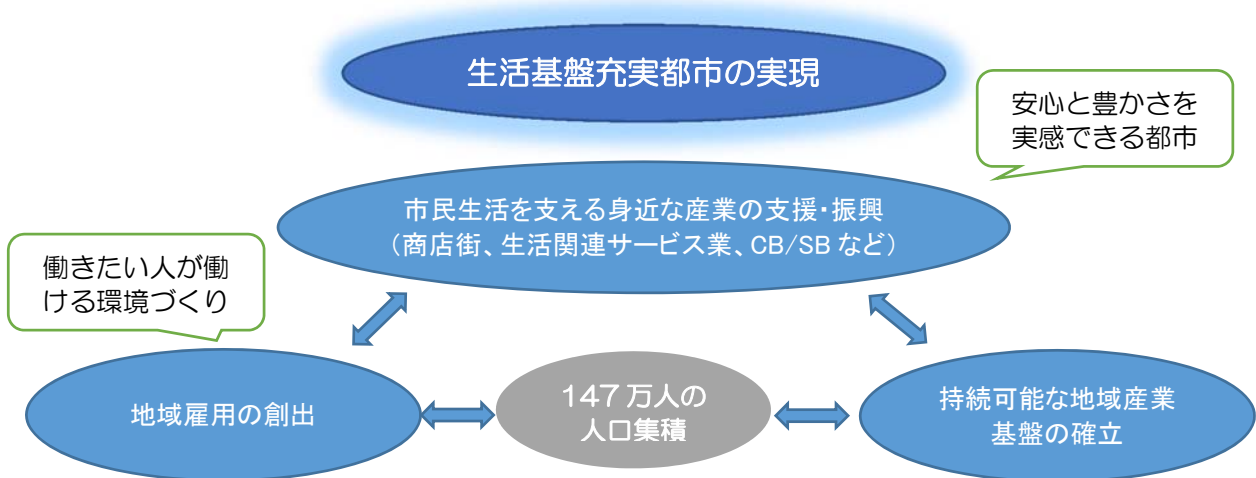 生活基盤充実都市の実現
安心と豊かさを
実感できる都市
市民生活を支える身近な産業の支援・振興
（商店街、生活関連サービス業、CB/SB など）
働きたい人が働
ける環境づくり
地域雇用の創出
147 万人の
人口集積
持続可能な地域産業
基盤の確立